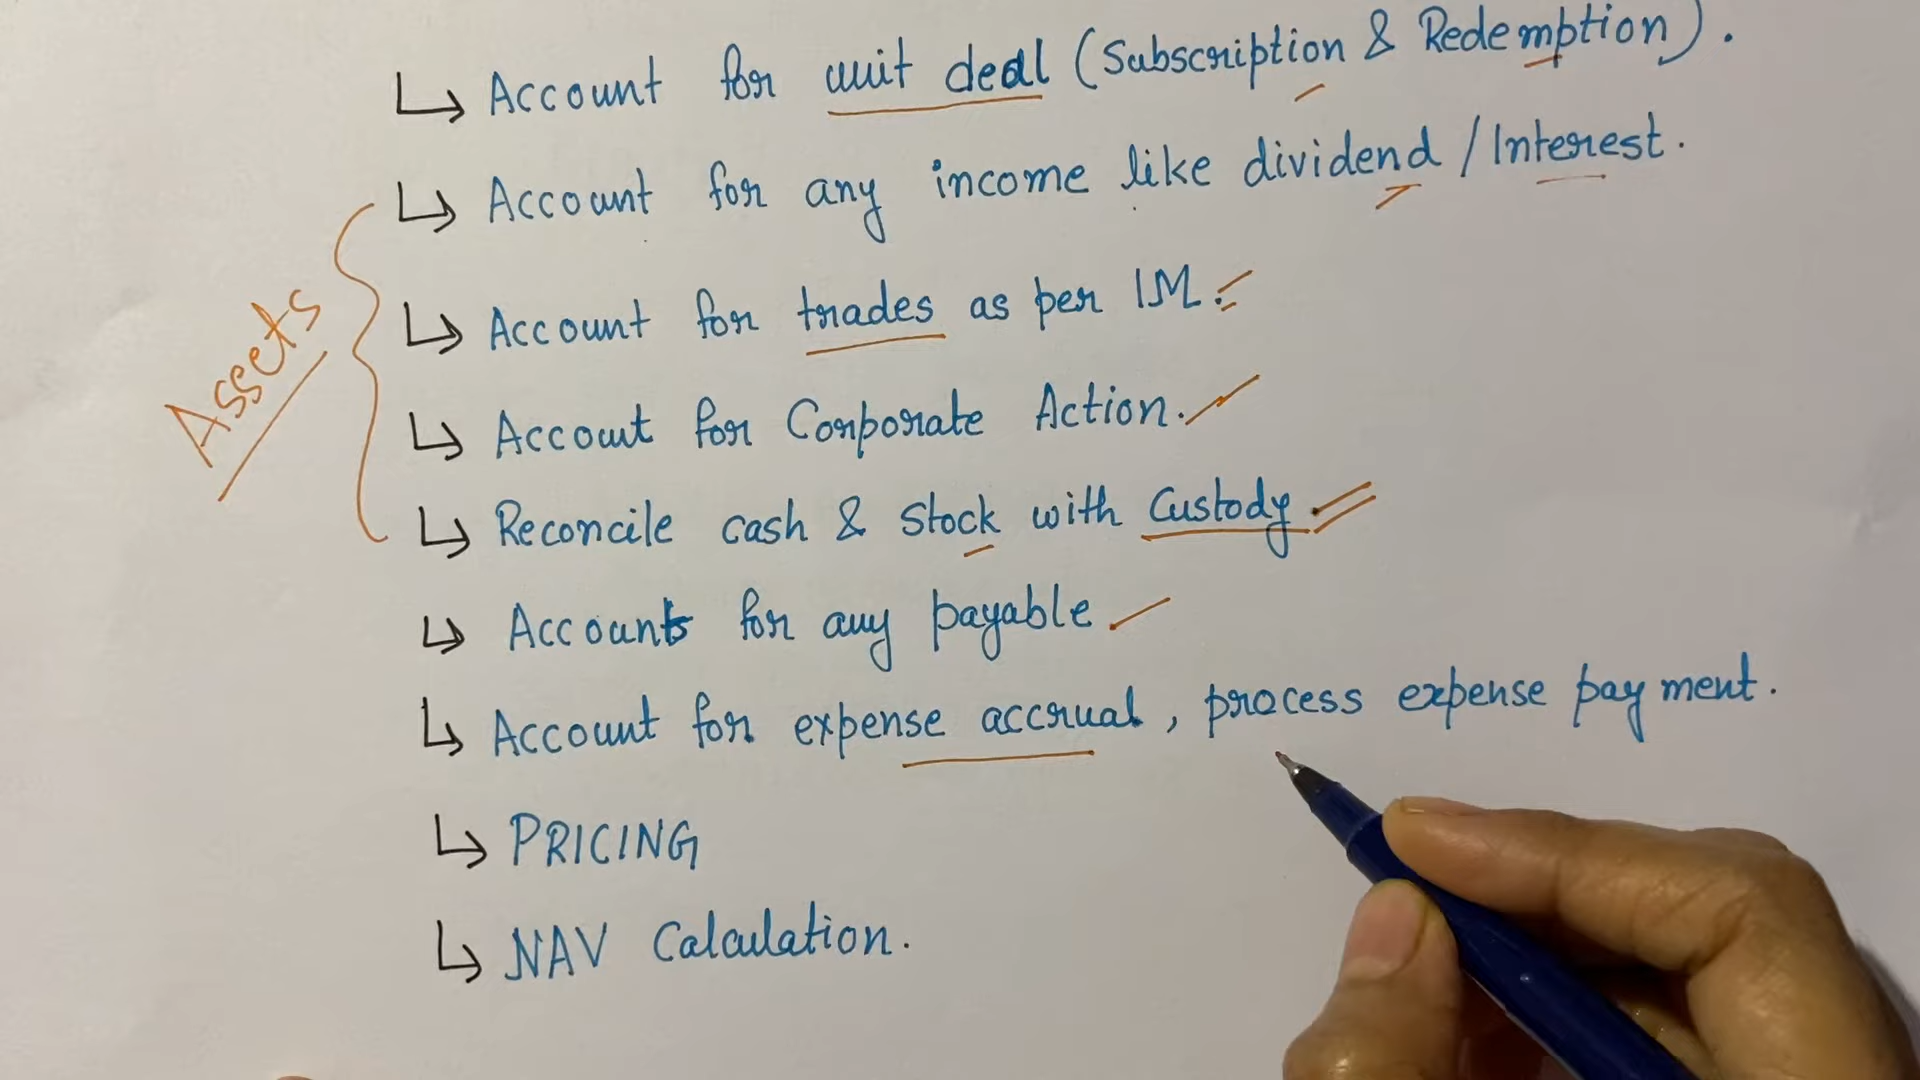 ↳ Account for unit deal (Subscription & Redemption).
↳ Account for any income like dividend / Interest.
Assets
↳ Account for trades as per IM.
↳ Account for Corporate Action.
↳ Reconcile cash & Stock with Custody.
↳ Accounts for any payable
↳ Account for expense accrual, process expense payment.
↳ PRICING
↳ NAV Calculation.